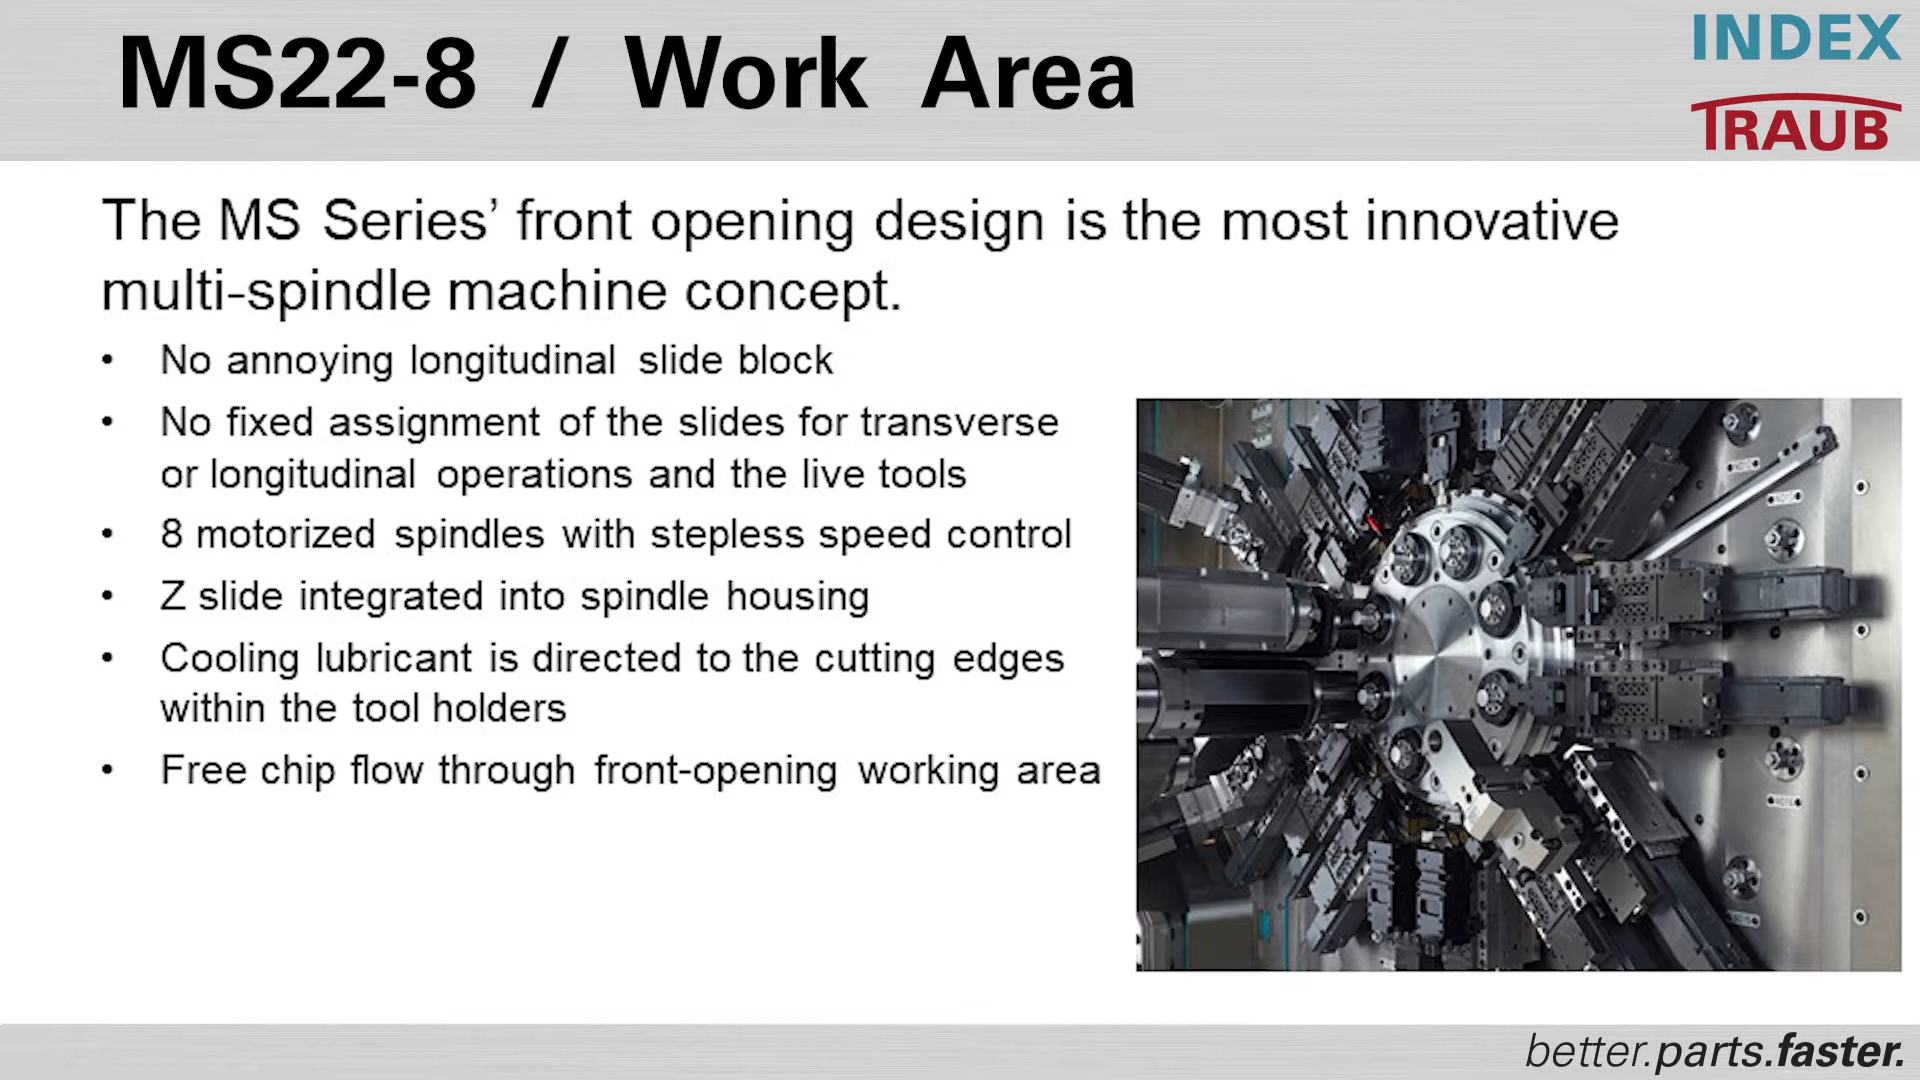 MS22-8 / Work Area
INDEX
TRAUB
The MS Series’ front opening design is the most innovative
multi-spindle machine concept.
• No annoying longitudinal slide block
• No fixed assignment of the slides for transverse
or longitudinal operations and the live tools
• 8 motorized spindles with stepless speed control
• Z slide integrated into spindle housing
• Cooling lubricant is directed to the cutting edges
within the tool holders
• Free chip flow through front-opening working area
better.parts.faster.